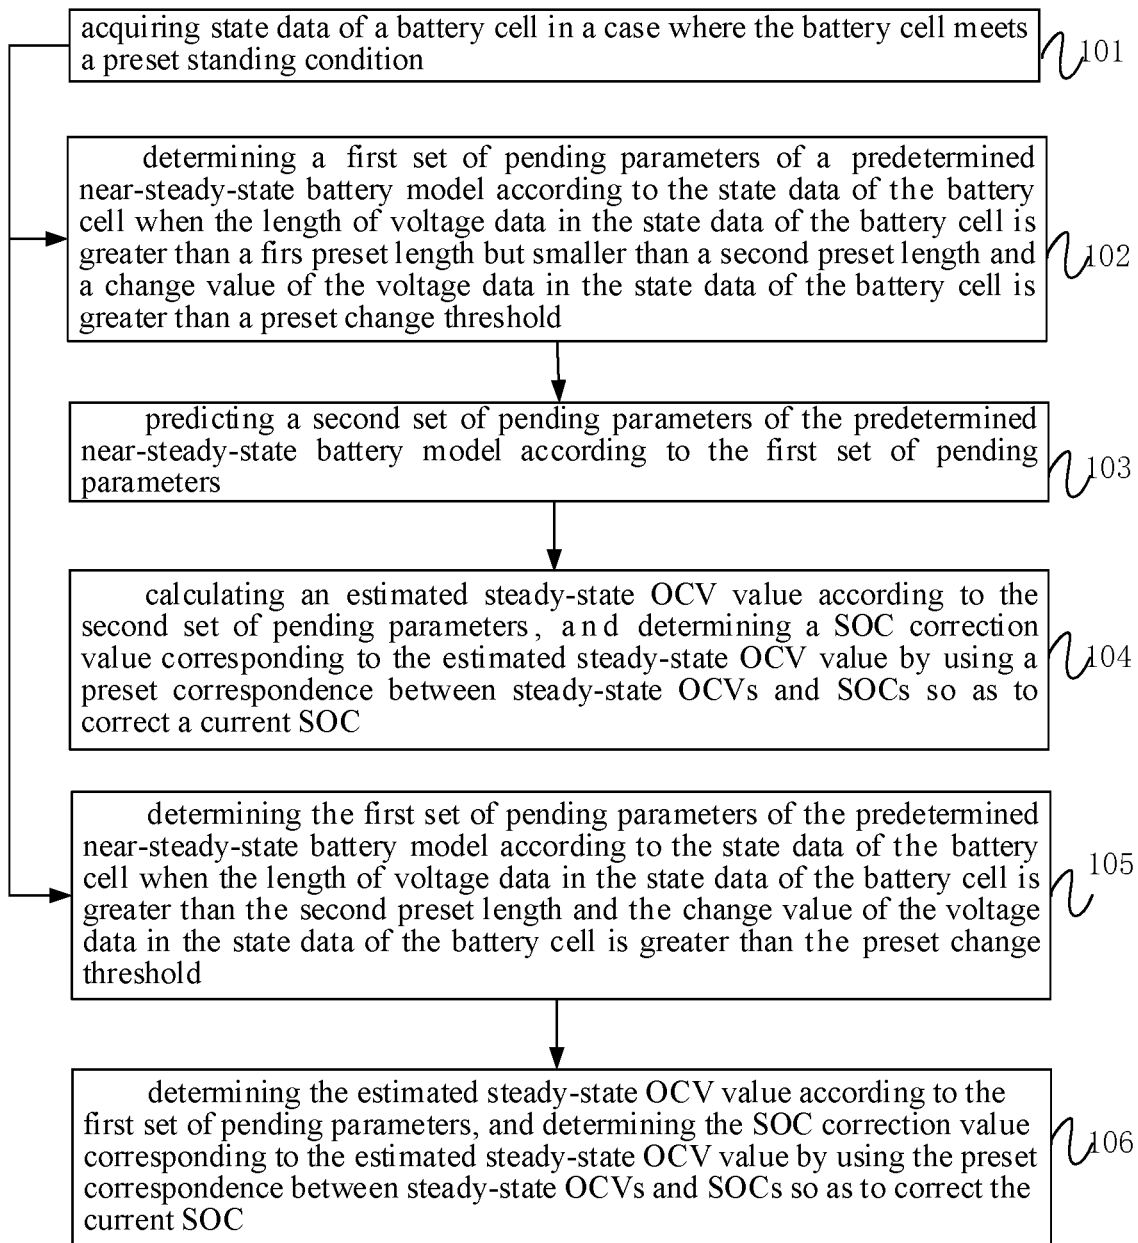 acquiring state data of a battery cell in a case where the battery cell meets
a preset standing condition
101
determining a first set of pending parameters of a predetermined
near-steady-state battery model according to the state data of the battery
cell when the length of voltage data in the state data of the battery cell is
greater than a firs preset length but smaller than a second preset length and
a change value of the voltage data in the state data of the battery cell is
greater than a preset change threshold
102
predicting a second set of pending parameters of the predetermined
near-steady-state battery model according to the first set of pending
parameters
103
calculating an estimated steady-state OCV value according to the
second set of pending parameters, and determining a SOC correction
value corresponding to the estimated steady-state OCV value by using a
preset correspondence between steady-state OCVs and SOCs so as to
correct a current SOC
104
determining the first set of pending parameters of the predetermined
near-steady-state battery model according to the state data of the battery
cell when the length of voltage data in the state data of the battery cell is
greater than the second preset length and the change value of the voltage
data in the state data of the battery cell is greater than the preset change
threshold
105
determining the estimated steady-state OCV value according to the
first set of pending parameters, and determining the SOC correction value
corresponding to the estimated steady-state OCV value by using the preset
correspondence between steady-state OCVs and SOCs so as to correct the
current SOC
106